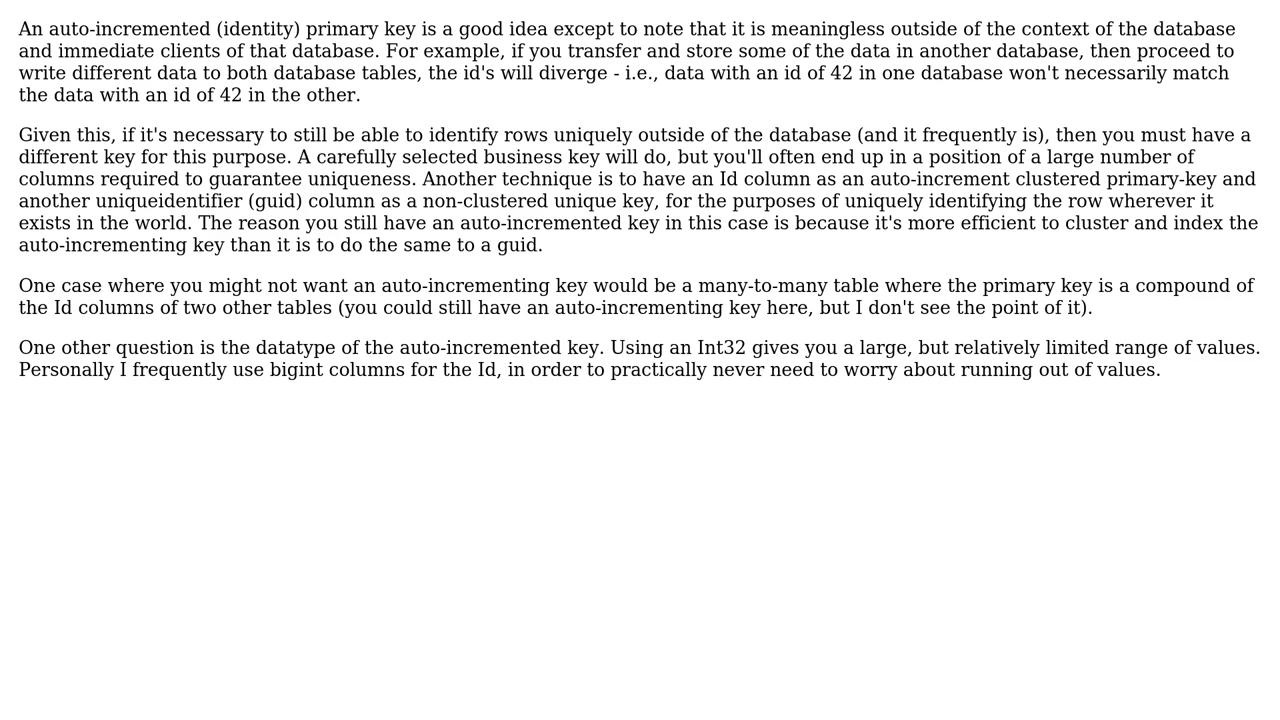 An auto-incremented (identity) primary key is a good idea except to note that it is meaningless outside of the context of the database
and immediate clients of that database. For example, if you transfer and store some of the data in another database, then proceed to
write different data to both database tables, the id's will diverge - i.e., data with an id of 42 in one database won't necessarily match
the data with an id of 42 in the other.
Given this, if it's necessary to still be able to identify rows uniquely outside of the database (and it frequently is), then you must have a
different key for this purpose. A carefully selected business key will do, but you'll often end up in a position of a large number of
columns required to guarantee uniqueness. Another technique is to have an Id column as an auto-increment clustered primary-key and
another uniqueidentifier (guid) column as a non-clustered unique key, for the purposes of uniquely identifying the row wherever it
exists in the world. The reason you still have an auto-incremented key in this case is because it's more efficient to cluster and index the
auto-incrementing key than it is to do the same to a guid.
One case where you might not want an auto-incrementing key would be a many-to-many table where the primary key is a compound of
the Id columns of two other tables (you could still have an auto-incrementing key here, but I don't see the point of it).
One other question is the datatype of the auto-incremented key. Using an Int32 gives you a large, but relatively limited range of values.
Personally I frequently use bigint columns for the Id, in order to practically never need to worry about running out of values.